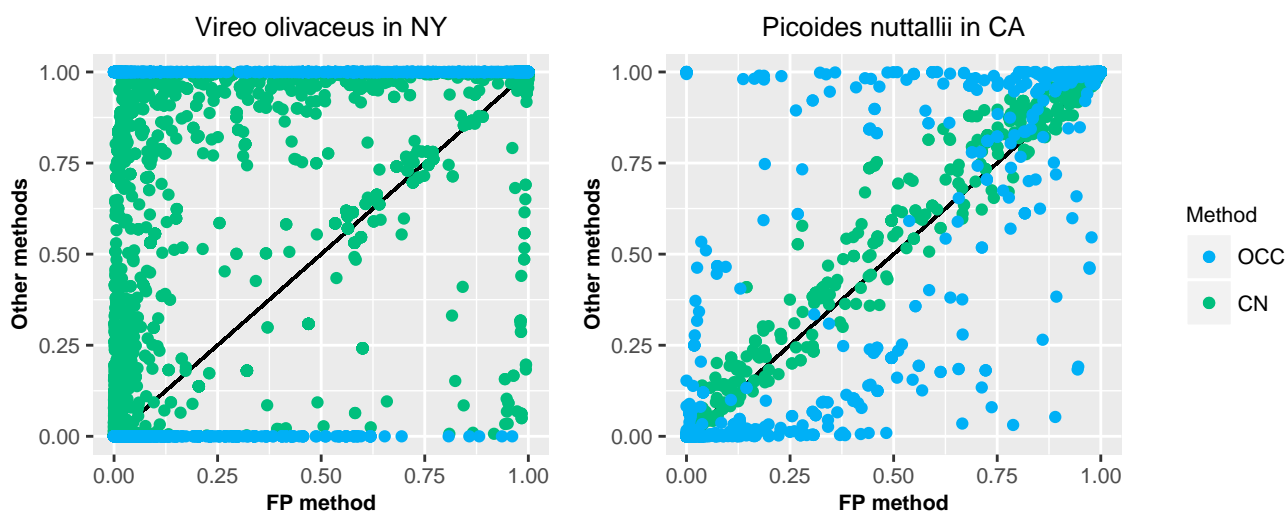 Vireo olivaceus in NY
Picoides nuttallii in CA
Other methods
1.00
0.75
0.50
0.25
0.00
0.00 0.25 0.50 0.75 1.00
FP method
Other methods
1.00
0.75
0.50
0.25
0.00
0.00 0.25 0.50 0.75 1.00
FP method
Method
OCC
CN